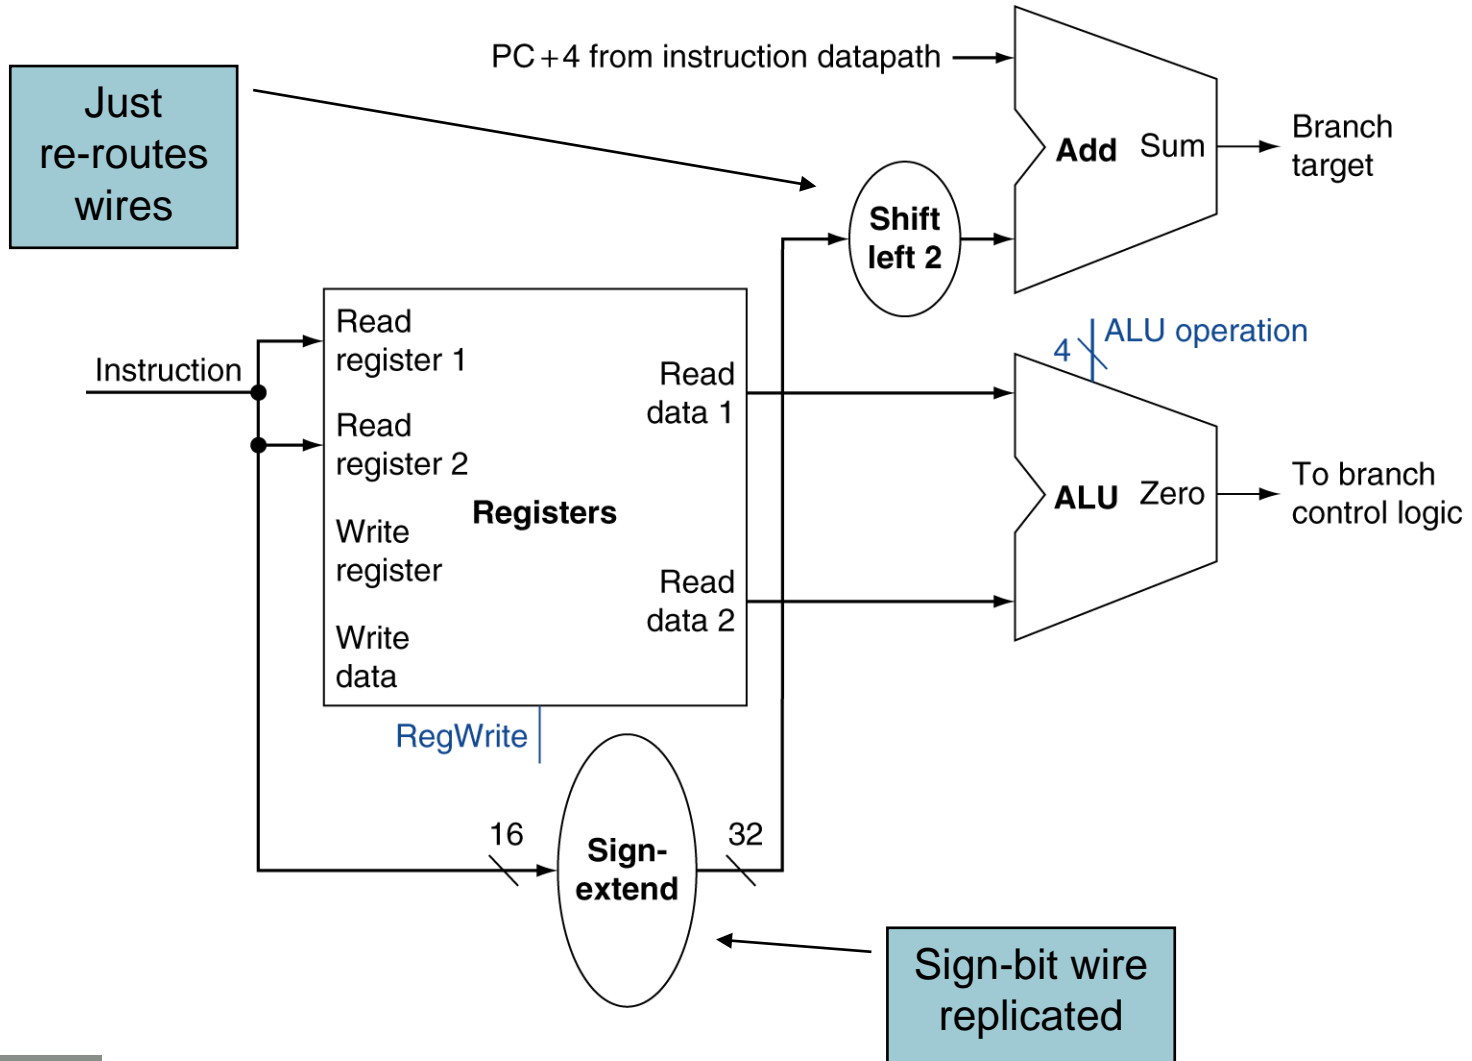 PC+4 from instruction datapath
Just
re-routes
wires
Add Sum
Branch
target
Shift
left 2
Instruction
Read
register 1
Read
register 2
Write
register
Write
data
Registers
Read
data 1
Read
data 2
4
ALU operation
ALU Zero
To branch
control logic
RegWrite
16
Sign-
extend
32
Sign-bit wire
replicated